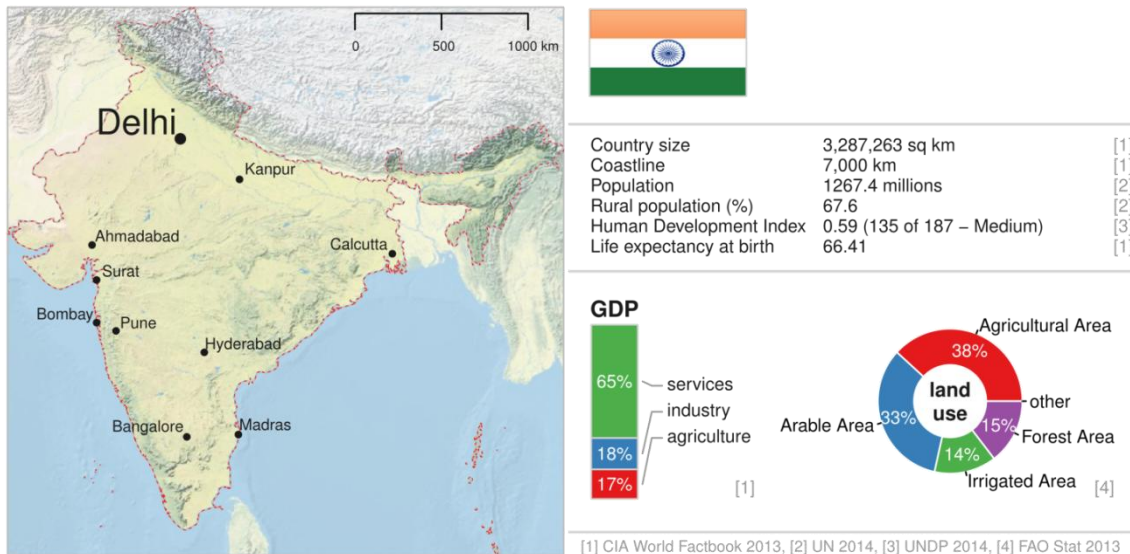 0 500 1000 km
Delhi
Kanpur
Ahmadabad
Calcutta
Surat
Bombay
Pune
Hyderabad
Bangalore
Madras
Country size 3,287,263 sq km [1]
Coastline 7,000 km [1]
Population 1267.4 millions [2]
Rural population (%) 67.6 [2]
Human Development Index 0.59 (135 of 187 – Medium) [3]
Life expectancy at birth 66.41 [1]
GDP
65%
18%
17%
services
industry
agriculture
[1]
Agricultural Area
38%
land
use
other
Arable Area
33%
15%
Forest Area
14%
Irrigated Area
[4]
[1] CIA World Factbook 2013, [2] UN 2014, [3] UNDP 2014, [4] FAO Stat 2013